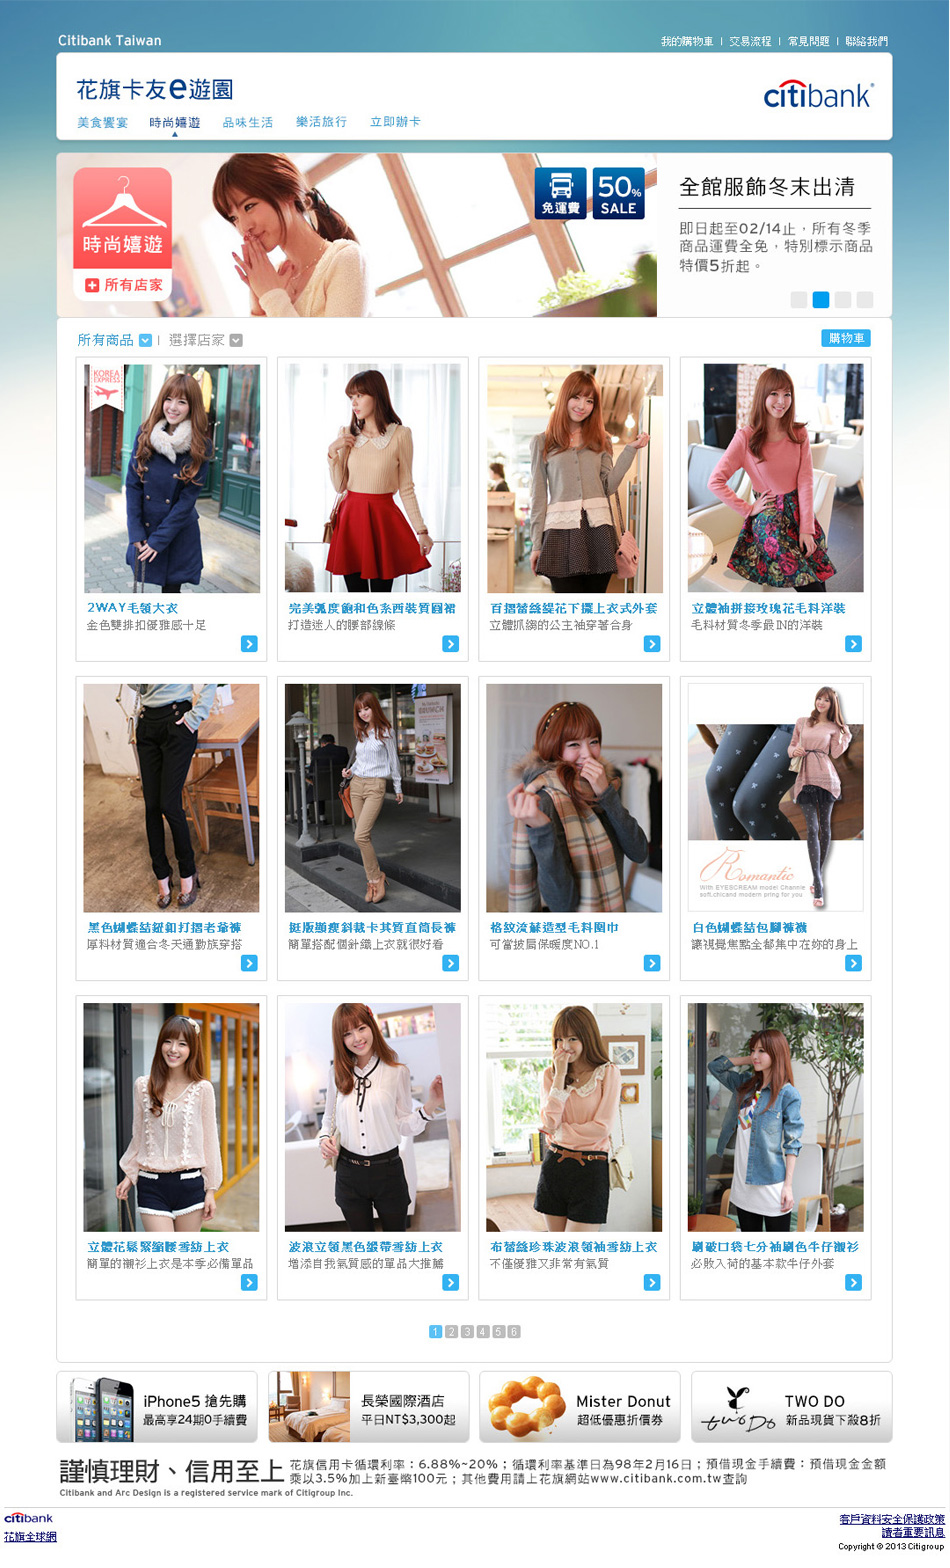 Citibank Taiwan
我的購物車 | 交易流程 | 常見問題 | 聯絡我們
花旗卡友e遊園
citibank
美食饗宴 時尚嬉遊 品味生活 樂活旅行 立即辦卡
時尚嬉遊
所有店家
免運費
50% SALE
全館服飾冬末出清
即日起至02/14止，所有冬季
商品運費全免，特別標示商品
特價5折起。
所有商品 | 選擇店家
購物車
KOREA
EXPRESS
2WAY毛領大衣
金色雙排扣優雅感十足
完美弧度飽和色系西裝質圓裙
打造迷人的腰部線條
百摺蕾絲緹花下擺上衣式外套
立體抓縐的公主袖穿著合身
立體袖拼接玫瑰花毛料洋裝
毛料材質冬季最IN的洋裝
Romantic
With EYESCREAM model Channie
soft.chicand modern pring for you
黑色蝴蝶結鈕釦打摺老爺褲
厚料材質適合冬天通勤族穿搭
挺版顯瘦斜裁卡其質直筒長褲
簡單搭配個針織上衣就很好看
格紋流蘇造型毛料圍巾
可當披肩保暖度NO.1
白色蝴蝶結包腳褲襪
讓視覺焦點全都集中在妳的身上
立體花鬆緊縮腰雪紡上衣
簡單的襯衫上衣是本季必備單品
波浪立領黑色緞帶雪紡上衣
增添自我氣質感的單品大推薦
布蕾絲珍珠波浪領袖雪紡上衣
不僅優雅又非常有氣質
刷破口袋七分袖刷色牛仔襯衫
必敗入荷的基本款牛仔外套
1 2 3 4 5 6
iPhone5 搶先購
最高享24期0手續費
長榮國際酒店
平日NT$3,300起
Mister Donut
超低優惠折價券
two Do
TWO DO
新品現貨下殺8折
謹慎理財、信用至上
花旗信用卡循環利率：6.88%~20%；循環利率基準日為98年2月16日；預借現金手續費：預借現金金額
乘以3.5%加上新臺幣100元；其他費用請上花旗網站www.citibank.com.tw查詢
Citibank and Arc Design is a registered service mark of Citigroup Inc.
citibank
花旗全球網
客戶資料安全保護政策
讀者重要訊息
Copyright © 2013 Citigroup